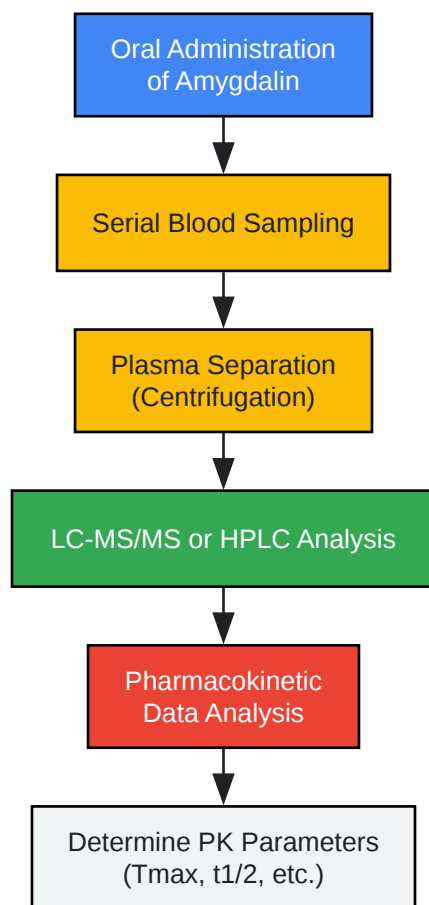 Oral Administration
of Amygdalin
Serial Blood Sampling
Plasma Separation
(Centrifugation)
LC-MS/MS or HPLC Analysis
Pharmacokinetic
Data Analysis
Determine PK Parameters
(Tmax, t1/2, etc.)